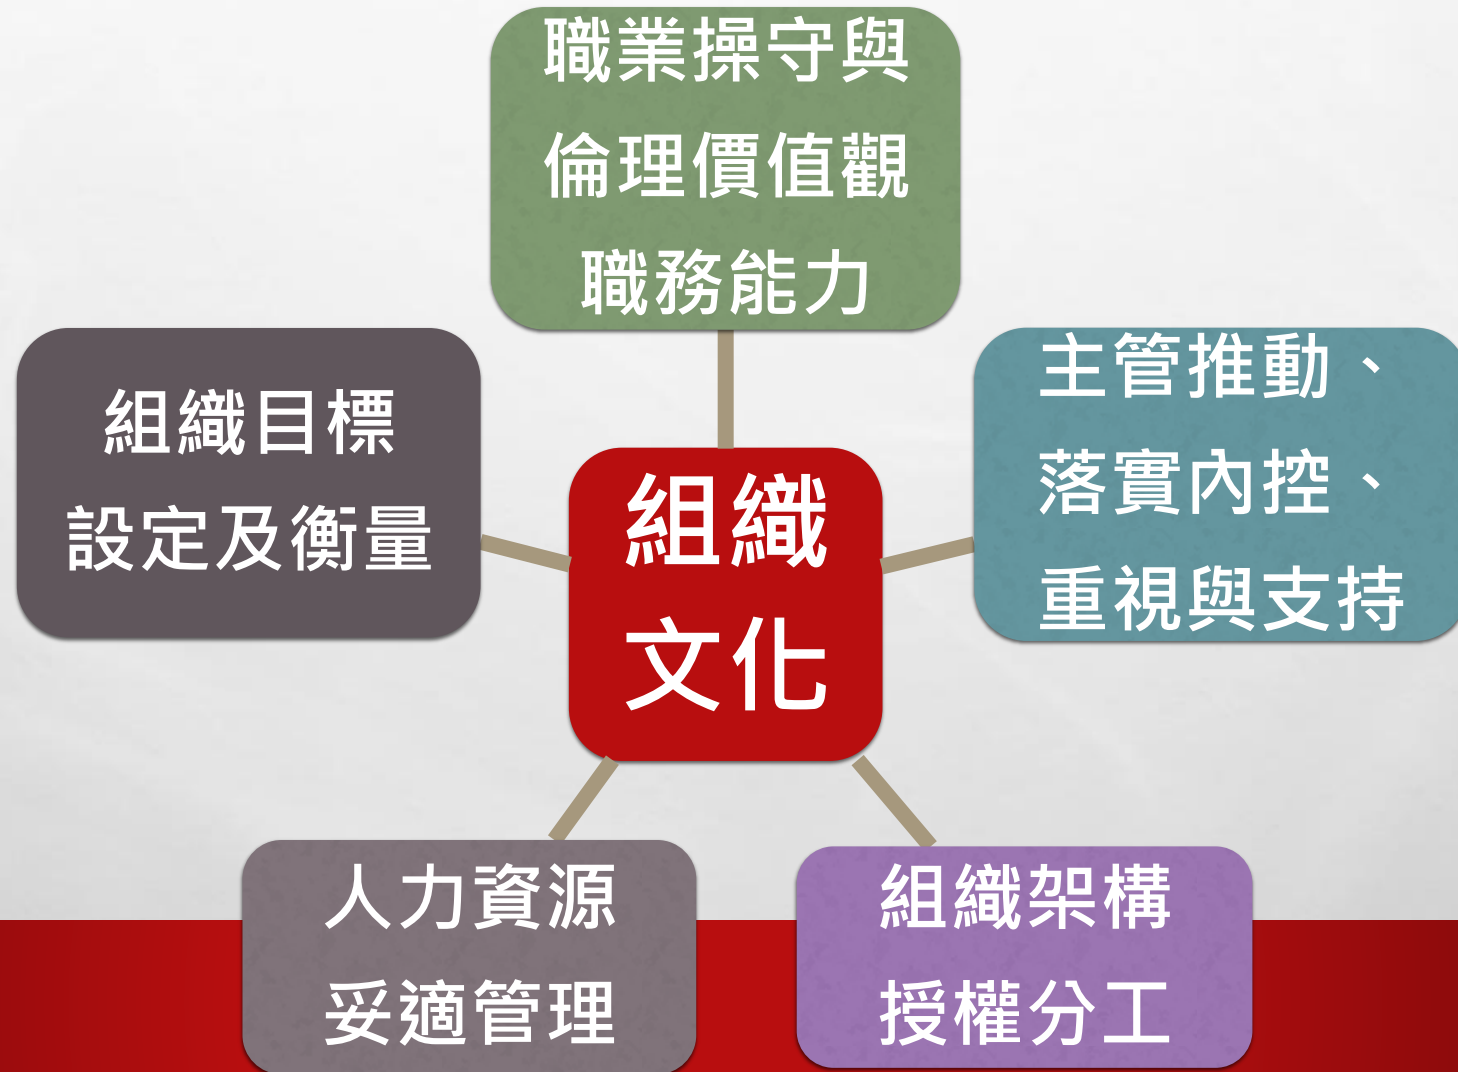 職業操守與
倫理價值觀
職務能力
組織目標
設定及衡量
主管推動、
落實內控、
重視與支持
組織
文化
人力資源
妥適管理
組織架構
授權分工